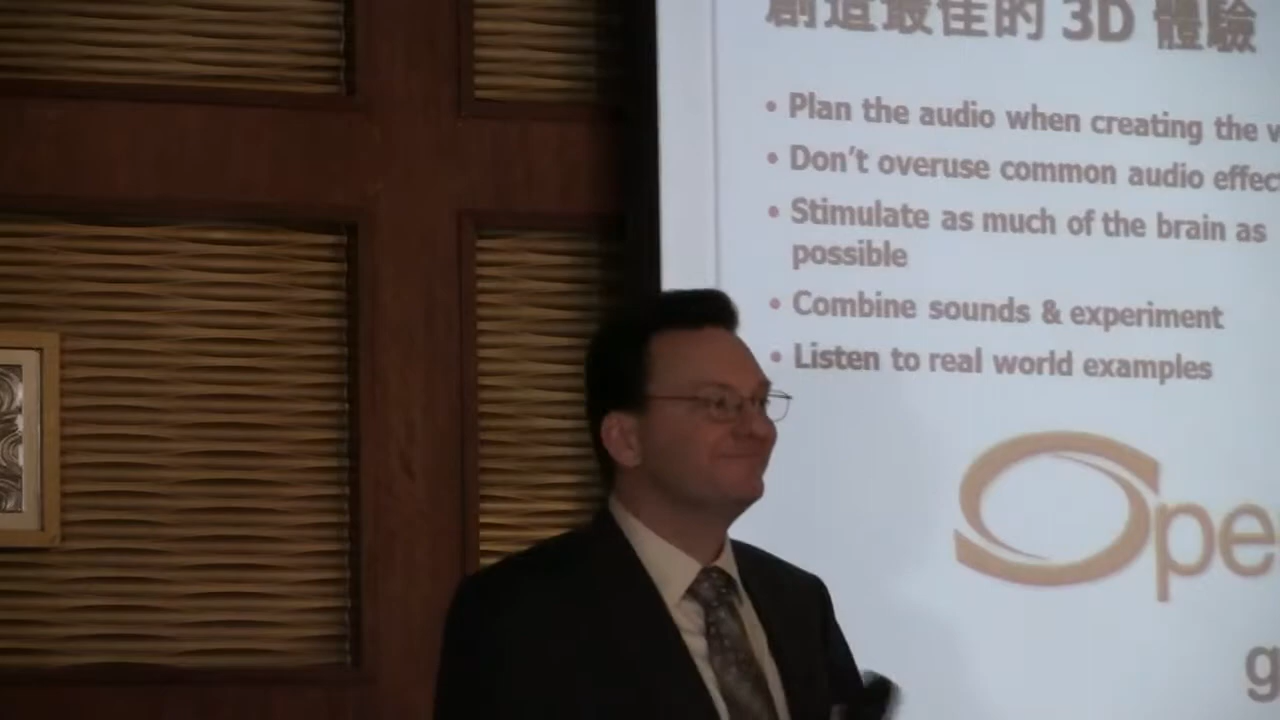 創造最佳的 3D 體驗
• Plan the audio when creating the
• Don't overuse common audio effec
• Stimulate as much of the brain as
possible
• Combine sounds & experiment
• Listen to real world examples
Ope
g